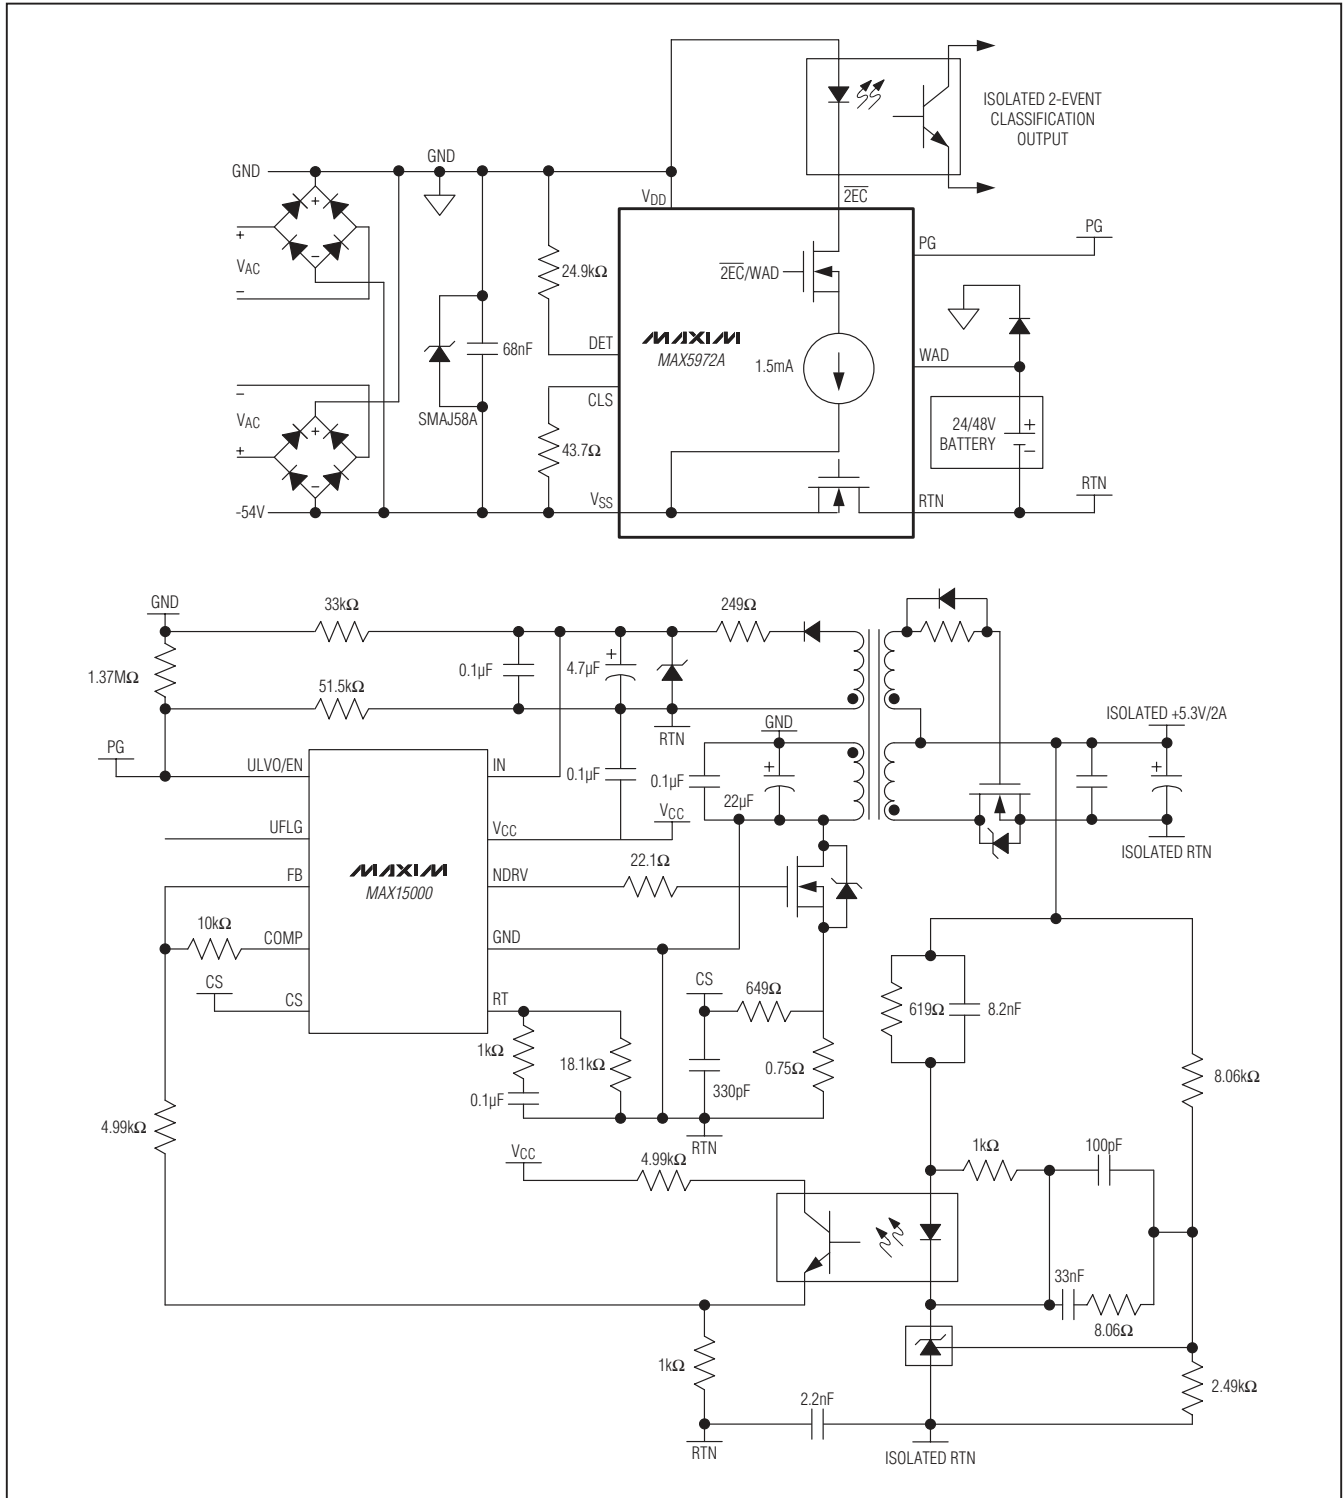 ISOLATED 2-EVENT
CLASSIFICATION
OUTPUT
GND
GND
VDD
2EC
PG
PG
+
VAC
−
+
−
24.9kΩ
2EC/WAD
MAXIM
MAX5972A
DET
68nF
1.5mA
WAD
−
VAC
+
+
−
SMAJ58A
CLS
43.7Ω
24/48V
BATTERY
+
−
-54V
VSS
RTN
RTN
GND
33kΩ
249Ω
1.37MΩ
0.1µF
4.7µF
+
51.5kΩ
RTN
GND
ISOLATED +5.3V/2A
PG
ULVO/EN
IN
0.1µF
0.1µF
+
22µF
+
UFLG
VCC
VCC
ISOLATED RTN
FB
MAXIM
MAX15000
NDRV
22.1Ω
10kΩ
COMP
GND
CS
CS
RT
CS
649Ω
619Ω
8.2nF
1kΩ
18.1kΩ
0.75Ω
0.1µF
330pF
8.06kΩ
4.99kΩ
RTN
VCC
4.99kΩ
1kΩ
100pF
33nF
8.06Ω
1kΩ
2.49kΩ
2.2nF
RTN
ISOLATED RTN